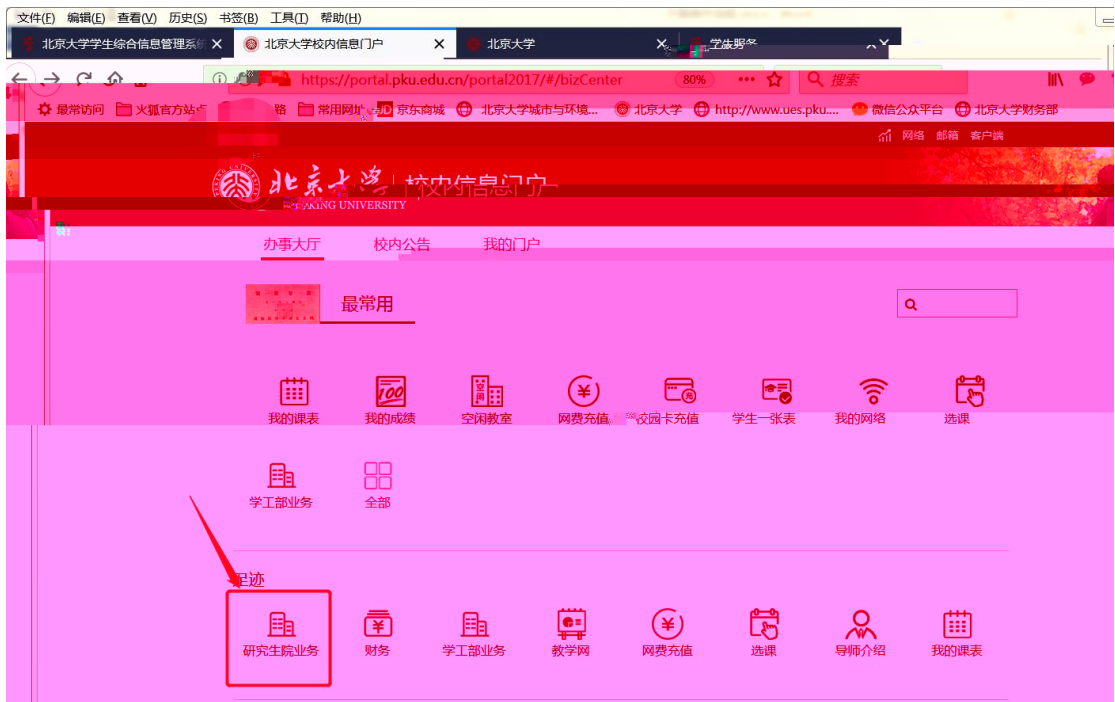 文件(F) 编辑(E) 查看(V) 历史(S) 书签(B) 工具(T) 帮助(H)
北京大学学生综合信息管理系统 北京大学校内信息门户 北京大学
https://portal.pku.edu.cn/portal2017/#/bizCenter 80% 搜索
最常访问 火狐官方站点 常用网址 JD 京东商城 北京大学城市与环境... 北京大学 http://www.ues.pku.... 微信公众平台 北京大学财务部
网络 邮箱 客户端
北京大学 校内信息门户
PEKING UNIVERSITY
办事大厅 校内公告 我的门户
最常用
我的课表 我的成绩 空闲教室 网费充值 校园卡充值 学生一张表 我的网络 选课
学工部业务 全部
足迹
研究生院业务 财务 学工部业务 教学网 网费充值 选课 导师介绍 我的课表